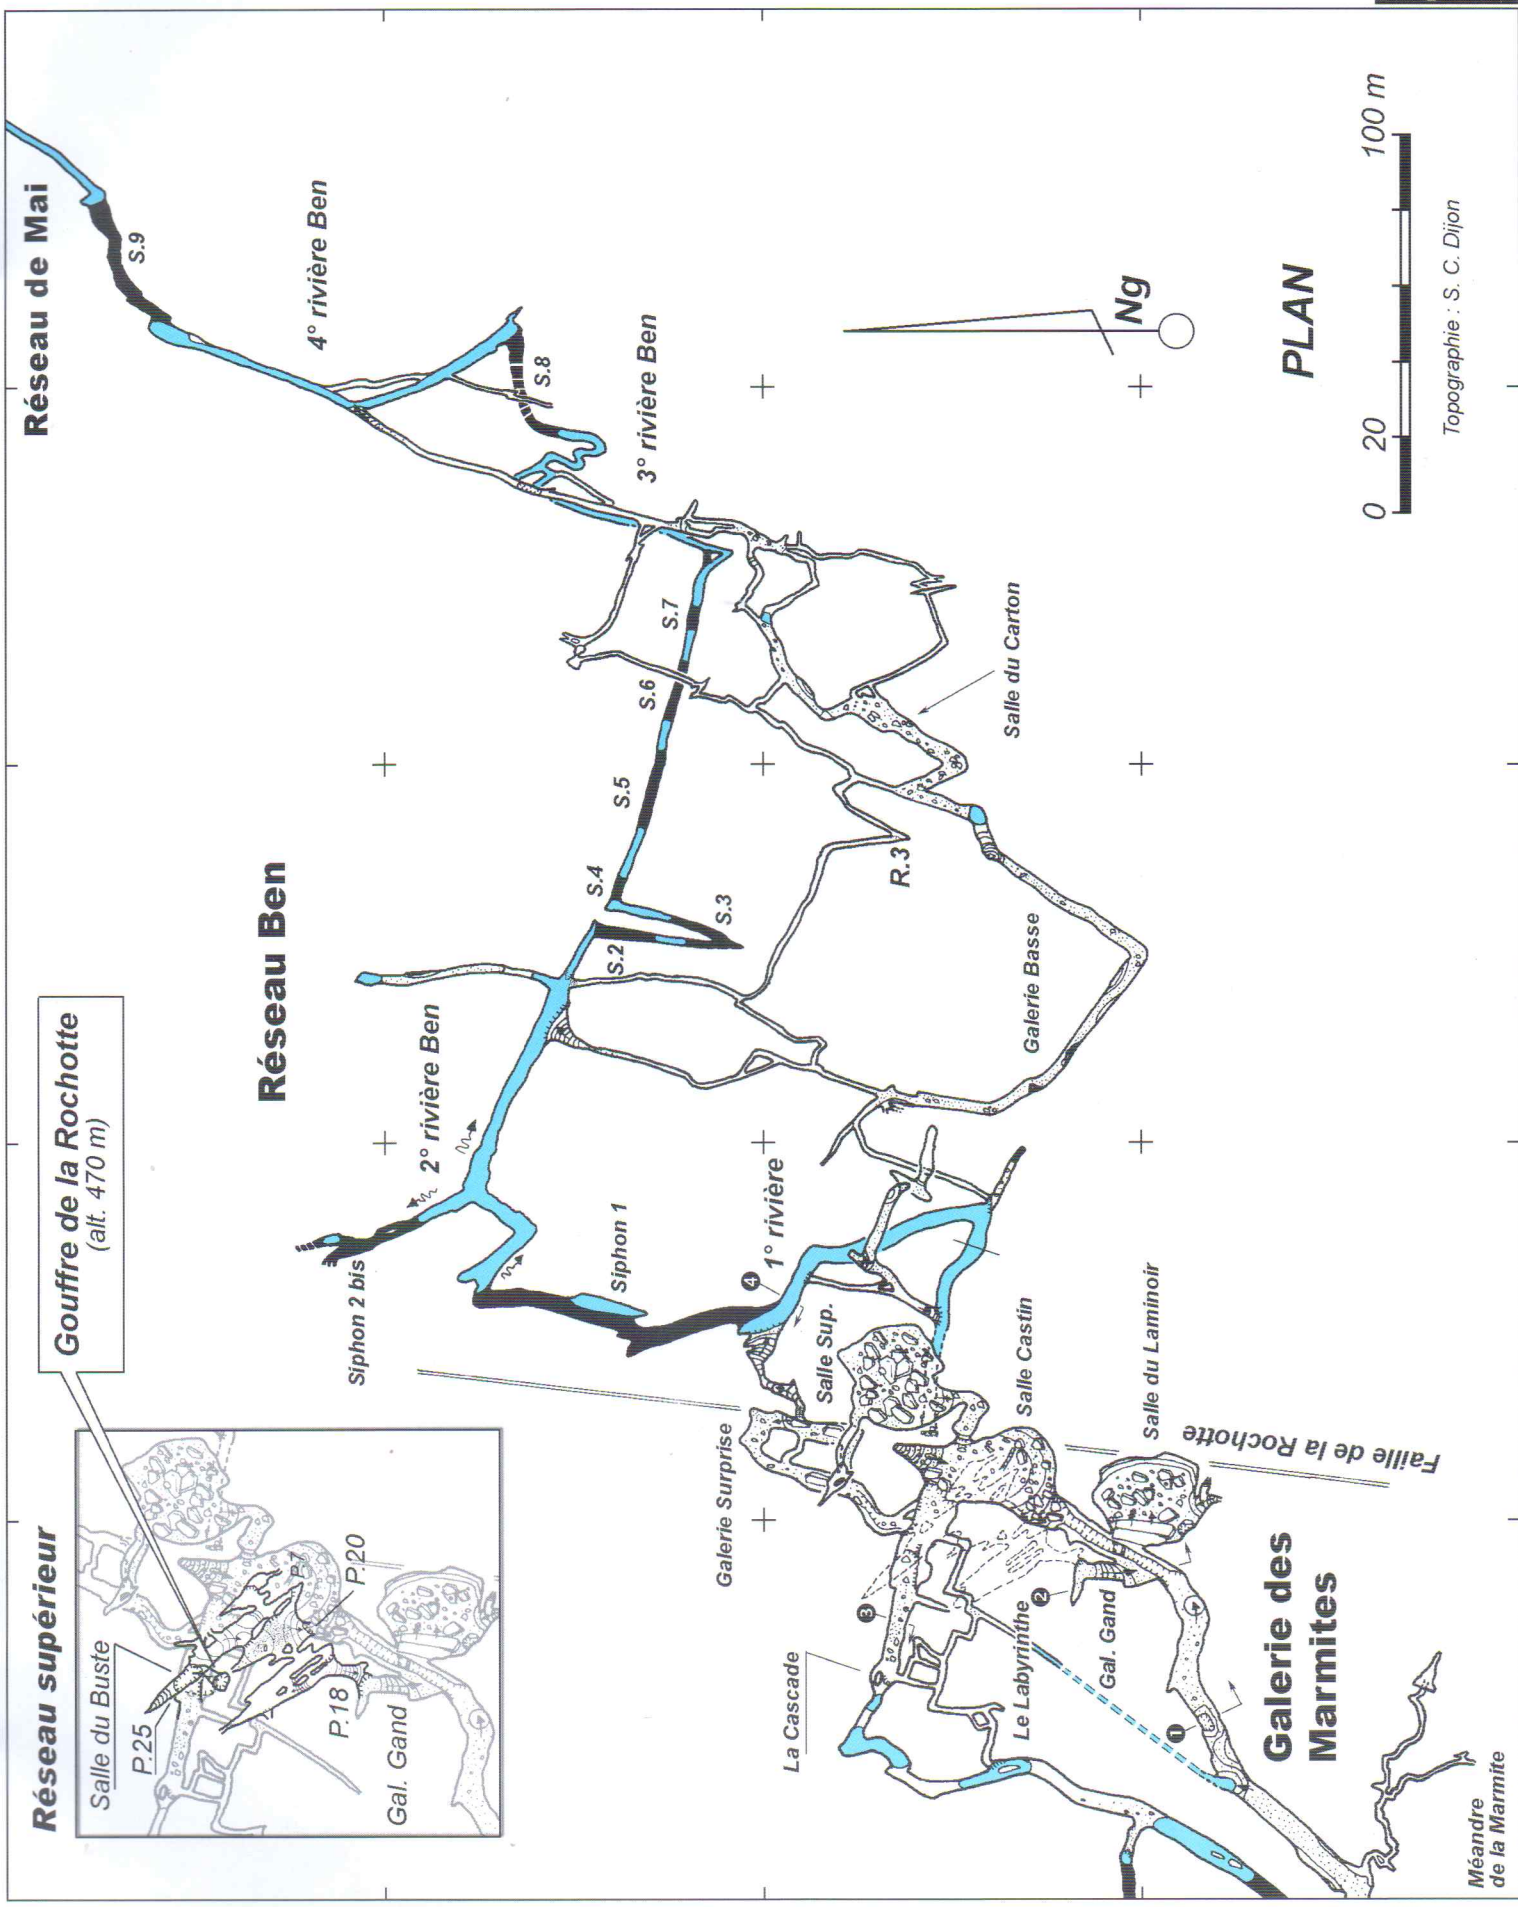 Réseau supérieur
Salle du Buste
P.25
P.18
P.20
P.7
Gal. Gand
Gouffre de la Rochotte
(alt. 470 m)
Réseau Ben
Réseau de Mai
Siphon 2 bis
2° rivière Ben
Siphon 1
S.2
S.3
S.4
S.5
S.6
S.7
3° rivière Ben
S.8
4° rivière Ben
S.9
Galerie Surprise
Salle Sup.
4
1° rivière
R.3
Salle du Carton
Galerie Basse
La Cascade
3
Le Labyrinthe
2
Gal. Gand
Salle Castin
Salle du Laminoir
Faille de la Rochotte
1
Galerie des
Marmites
Méandre
de la Marmite
Ng
PLAN
0
20
100 m
Topographie : S. C. Dijon